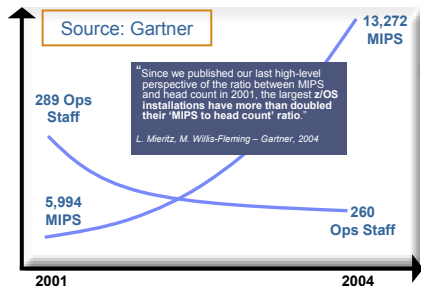 Source: Gartner
13,272
MIPS
“Since we published our last high-level
perspective of the ratio between MIPS
and head count in 2001, the largest z/OS
installations have more than doubled
their ‘MIPS to head count’ ratio.”
L. Mieritz, M. Willis-Fleming – Gartner, 2004
289 Ops
Staff
5,994
MIPS
260
Ops Staff
2001
2004